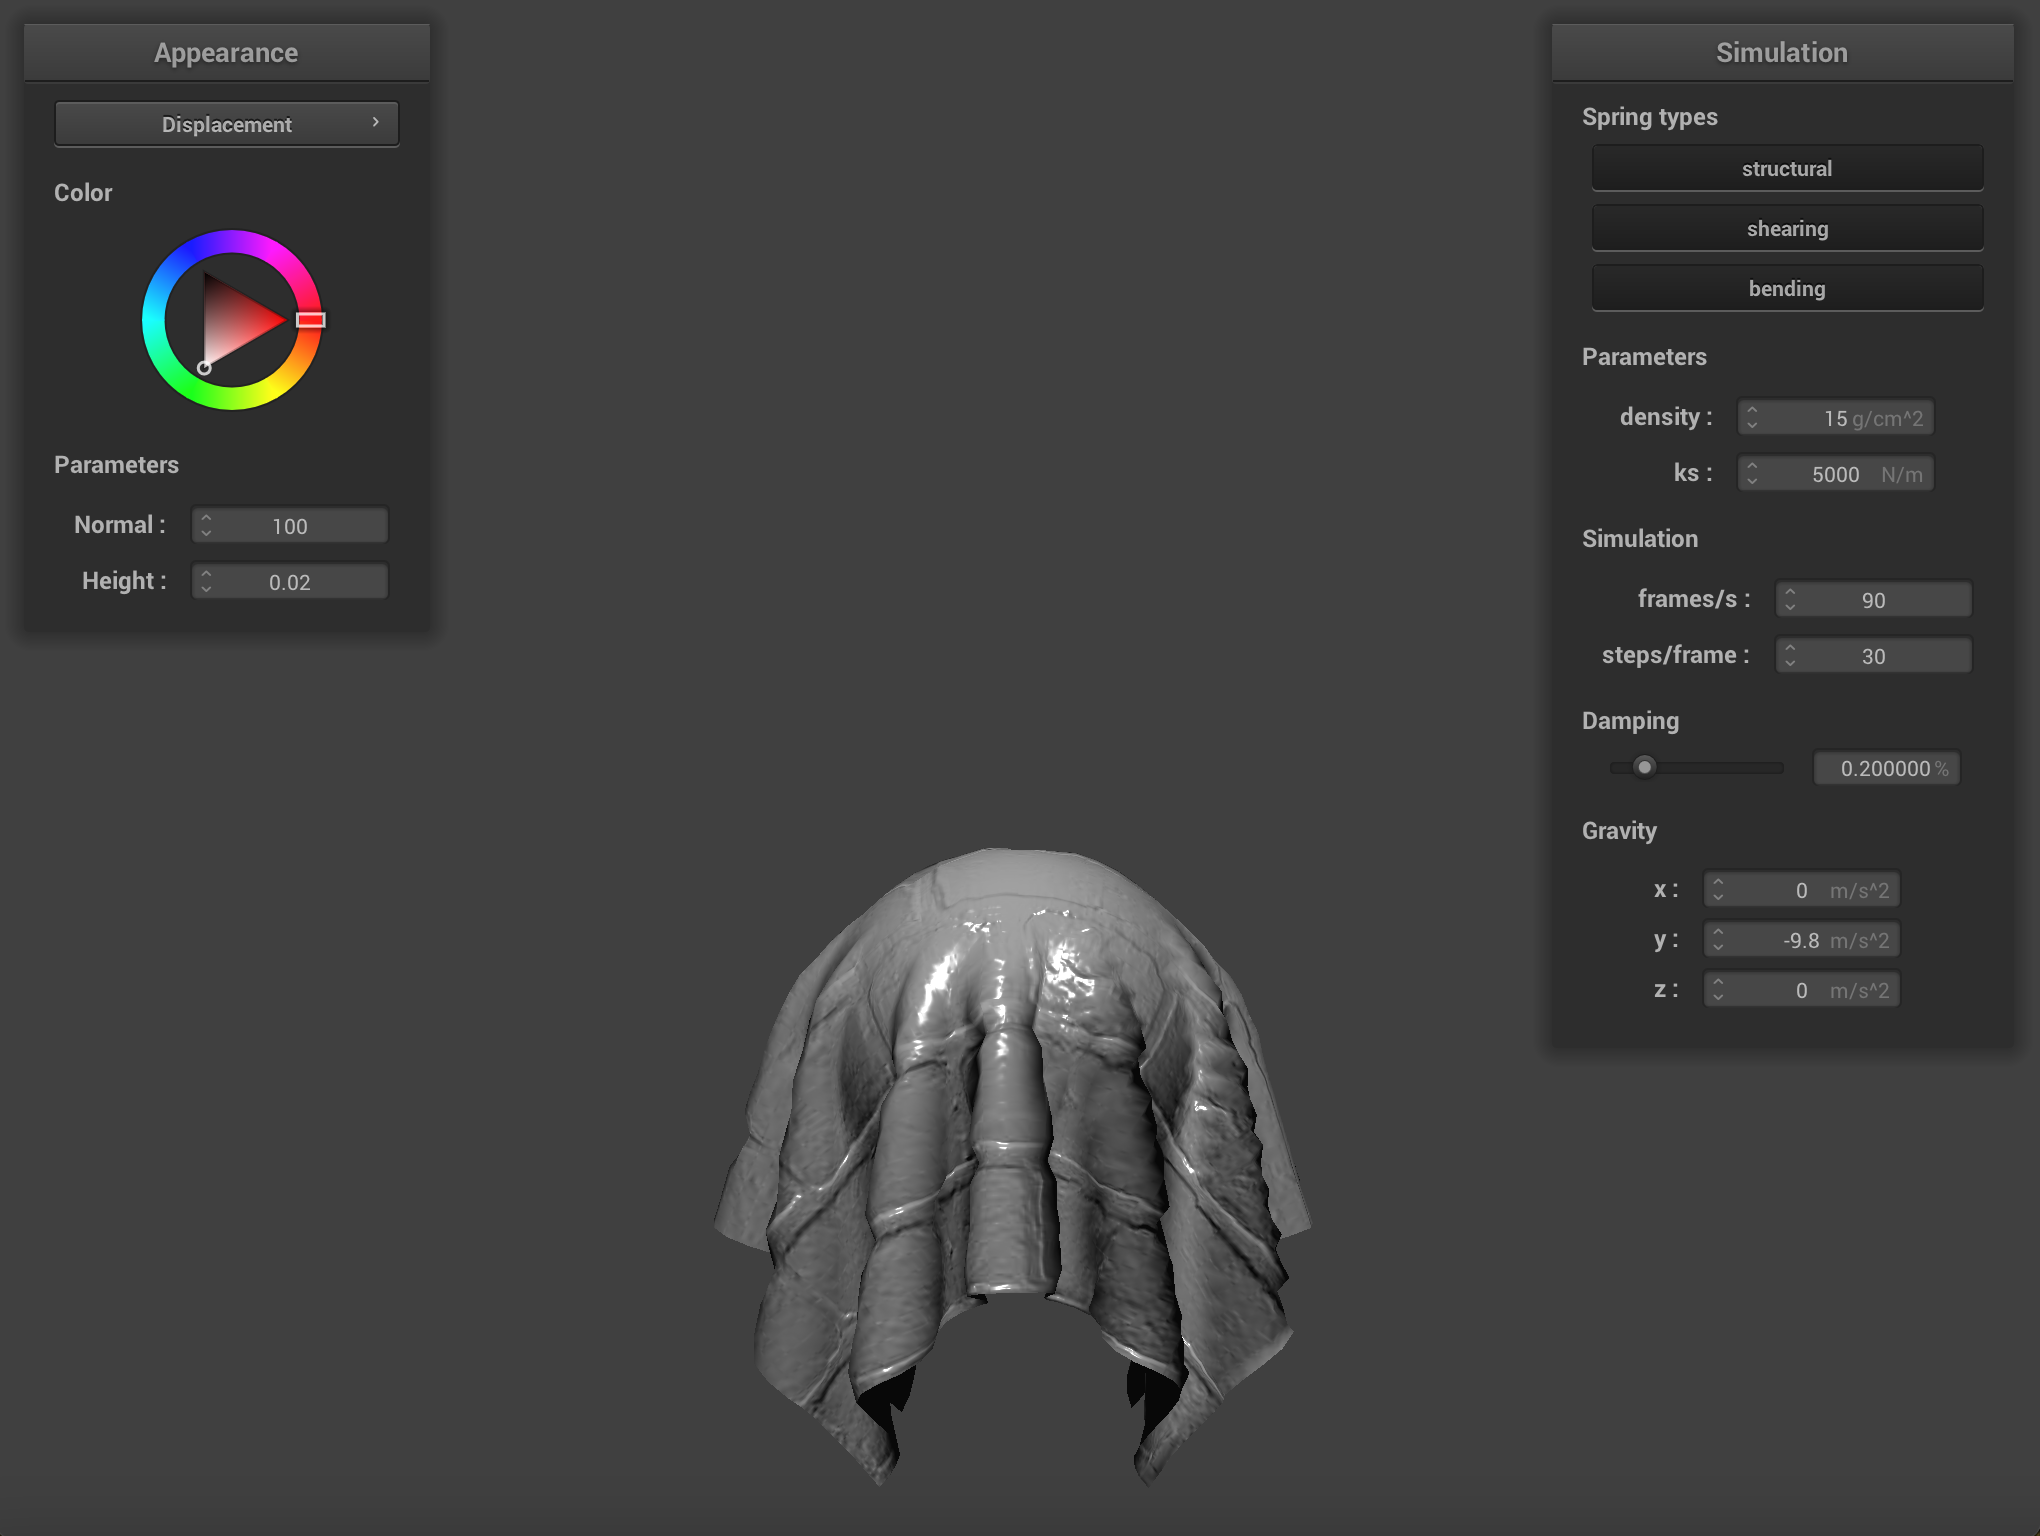 Appearance
Displacement
Color
Parameters
Normal : 100
Height : 0.02
Simulation
Spring types
structural
shearing
bending
Parameters
density : 15 g/cm^2
ks : 5000 N/m
Simulation
frames/s : 90
steps/frame : 30
Damping
0.200000 %
Gravity
x : 0 m/s^2
y : -9.8 m/s^2
z : 0 m/s^2